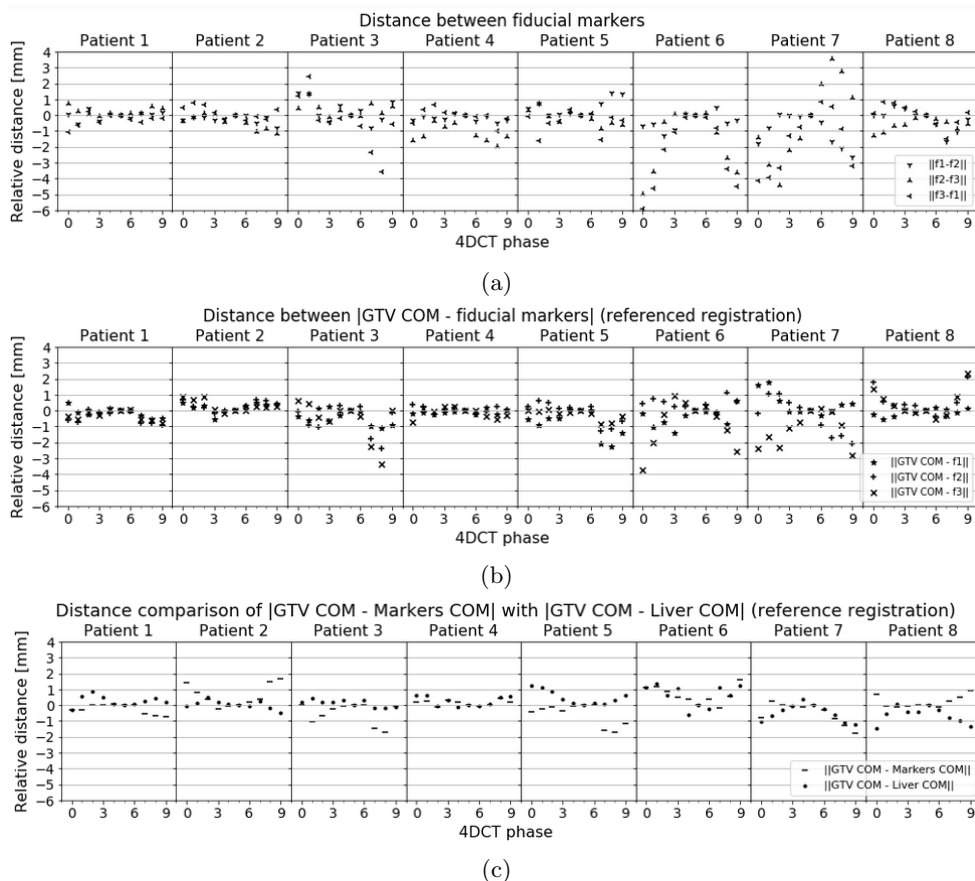 Distance between fiducial markers
Patient 1 Patient 2 Patient 3 Patient 4 Patient 5 Patient 6 Patient 7 Patient 8
Relative distance [mm]
4
3
2
1
0
−1
−2
−3
−4
−5
−6
||f1-f2||
||f2-f3||
||f3-f1||
0 3 6 9 0 3 6 9 0 3 6 9 0 3 6 9 0 3 6 9 0 3 6 9 0 3 6 9 0 3 6 9
4DCT phase
(a)
Distance between |GTV COM - fiducial markers| (referenced registration)
Patient 1 Patient 2 Patient 3 Patient 4 Patient 5 Patient 6 Patient 7 Patient 8
Relative distance [mm]
4
3
2
1
0
−1
−2
−3
−4
−5
−6
||GTV COM - f1||
||GTV COM - f2||
||GTV COM - f3||
0 3 6 9 0 3 6 9 0 3 6 9 0 3 6 9 0 3 6 9 0 3 6 9 0 3 6 9 0 3 6 9
4DCT phase
(b)
Distance comparison of |GTV COM - Markers COM| with |GTV COM - Liver COM| (reference registration)
Patient 1 Patient 2 Patient 3 Patient 4 Patient 5 Patient 6 Patient 7 Patient 8
Relative distance [mm]
4
3
2
1
0
−1
−2
−3
−4
−5
−6
||GTV COM - Markers COM||
||GTV COM - Liver COM||
0 3 6 9 0 3 6 9 0 3 6 9 0 3 6 9 0 3 6 9 0 3 6 9 0 3 6 9 0 3 6 9
4DCT phase
(c)